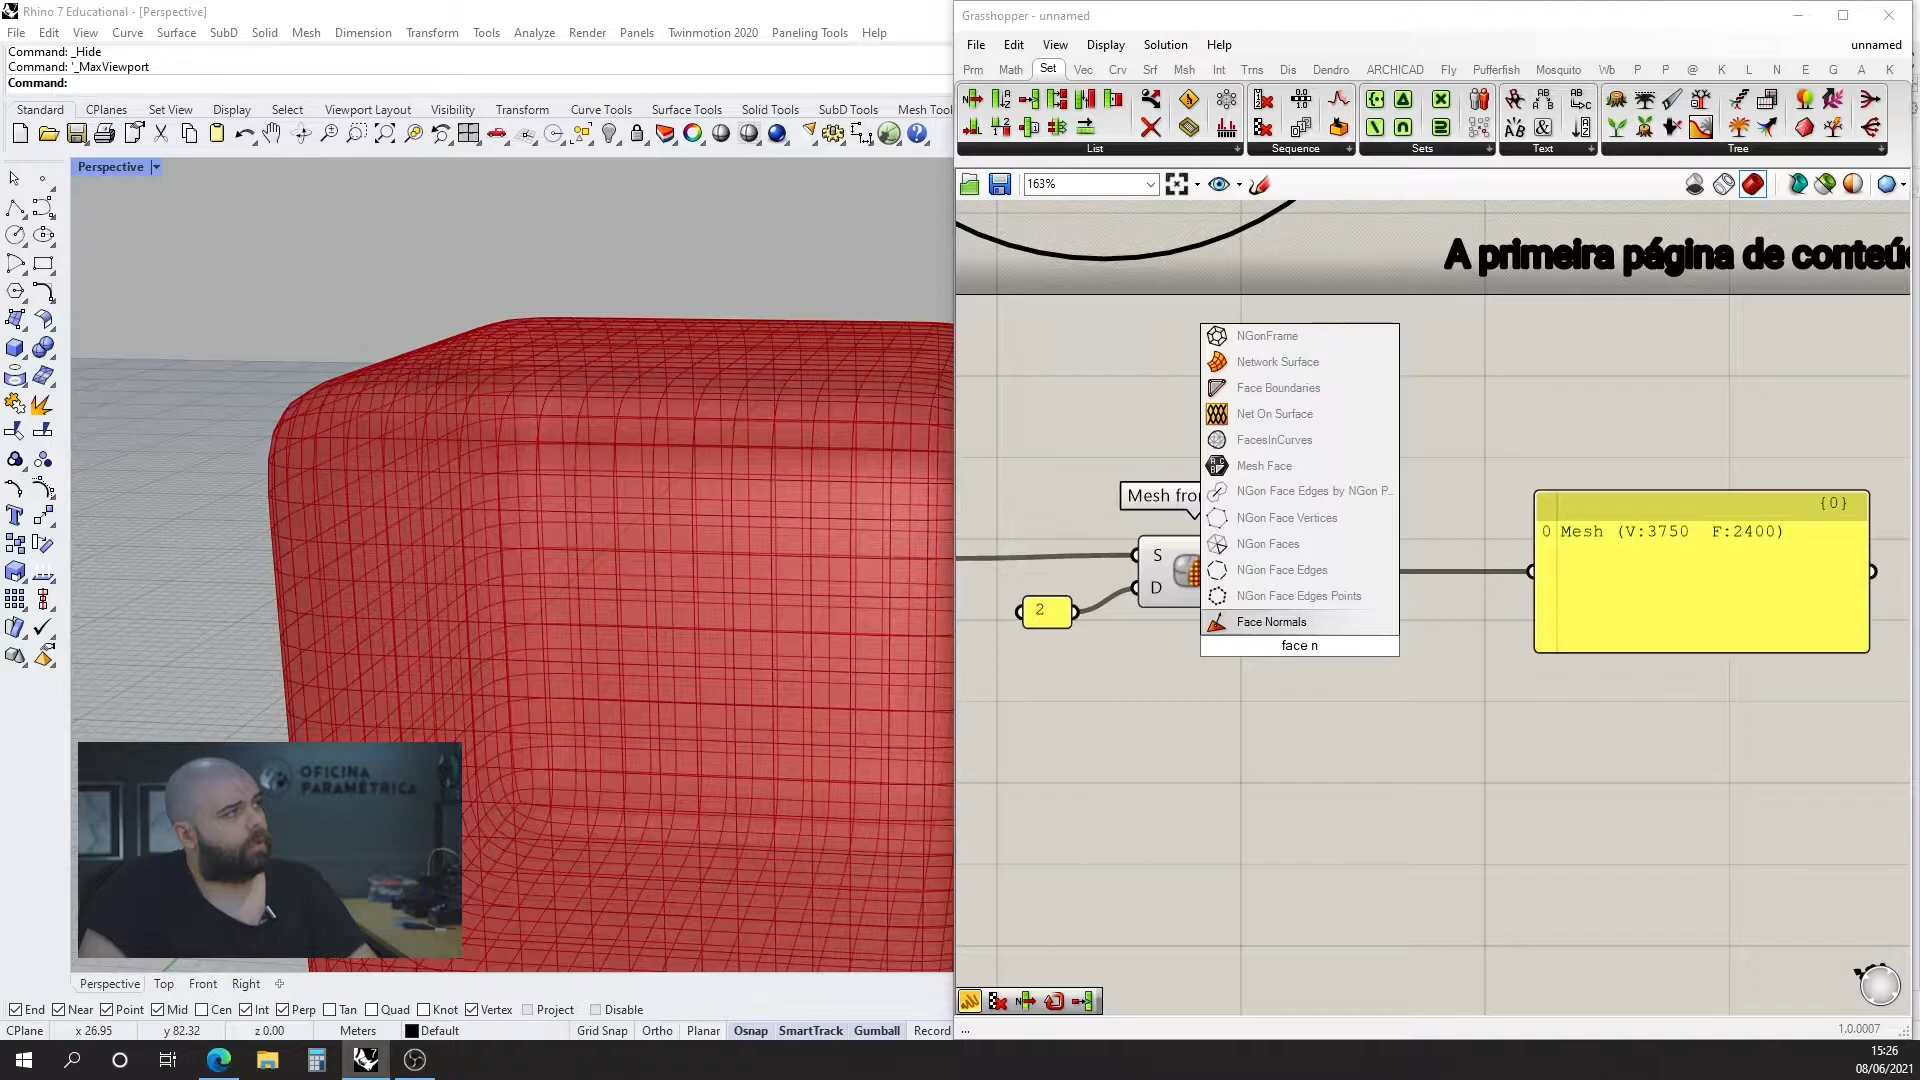 Rhino 7 Educational - [Perspective]
File Edit View Curve Surface SubD Solid Mesh Dimension Transform Tools Analyze Render Panels Twinmotion 2020 Paneling Tools Help
Command: _Hide
Command: '_MaxViewport
Command:
Standard CPlanes Set View Display Select Viewport Layout Visibility Transform Curve Tools Surface Tools Solid Tools SubD Tools Mesh Tool
Perspective
OFICINA
PARAMÉTRICA
Perspective Top Front Right
End Near Point Mid Cen Int Perp Tan Quad Knot Vertex Project Disable
CPlane x 26.95 y 82.32 z 0.00 Meters Default Grid Snap Ortho Planar Osnap SmartTrack Gumball Record
Grasshopper - unnamed
File Edit View Display Solution Help unnamed
Prm Math Set Vec Crv Srf Msh Int Trns Dis Dendro ARCHICAD Fly Pufferfish Mosquito Wb P P @ K L N E G A K
List Sequence Sets Text Tree
163%
A primeira página de conteúd
NGonFrame
Network Surface
Face Boundaries
Net On Surface
FacesInCurves
Mesh Face
NGon Face Edges by NGon P...
NGon Face Vertices
NGon Faces
NGon Face Edges
NGon Face Edges Points
Face Normals
face n
Mesh fro
S
D
2
{0}
0 Mesh (V:3750 F:2400)
...
1.0.0007
15:26
08/06/2021